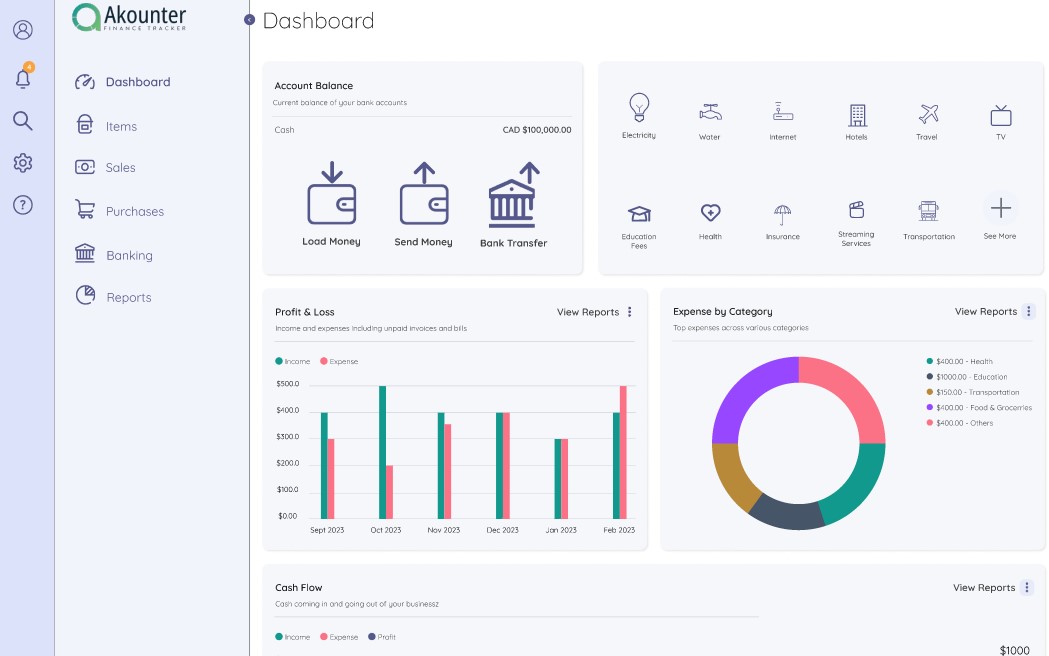 Akounter
FINANCE TRACKER
4
Dashboard
Items
Sales
Purchases
Banking
Reports
Dashboard
Account Balance
Current balance of your bank accounts
Cash CAD $100,000.00
Load Money Send Money Bank Transfer
Electricity Water Internet Hotels Travel TV
Education
Fees
Health
Insurance
Streaming
Services
Transportation
See More
Profit & Loss View Reports
Income and expenses including unpaid invoices and bills
Income Expense
$500.0
$400.0
$300.0
$200.0
$100.0
$0.00
Sept 2023 Oct 2023 Nov 2023 Dec 2023 Jan 2023 Feb 2023
Expense by Category View Reports
Top expenses across various categories
$400.00 - Health
$1000.00 - Education
$150.00 - Transportation
$400.00 - Food & Groceries
$400.00 - Others
Cash Flow View Reports
Cash coming in and going out of your businessz
Income Expense Profit
$1000